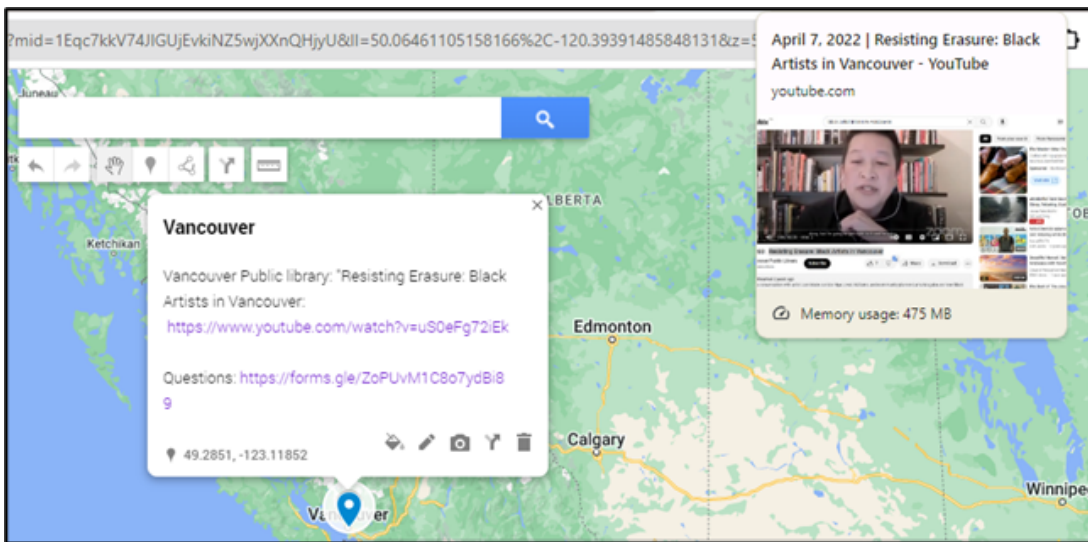 ?mid=1Eqc7kkV74JIGUjEvkiNZ5wjXXnQHjyU&ll=50.06461105158166%2C-120.39391485848131&z=5
April 7, 2022 | Resisting Erasure: Black
Artists in Vancouver - YouTube
youtube.com
Memory usage: 475 MB
Juneau
Ketchikan
LBERTA
Vancouver
Vancouver Public library: "Resisting Erasure: Black
Artists in Vancouver:
https://www.youtube.com/watch?v=uS0eFg72iEk
Questions: https://forms.gle/ZoPUvM1C8o7ydBi8
9
49.2851, -123.11852
Edmonton
Calgary
Winnipe